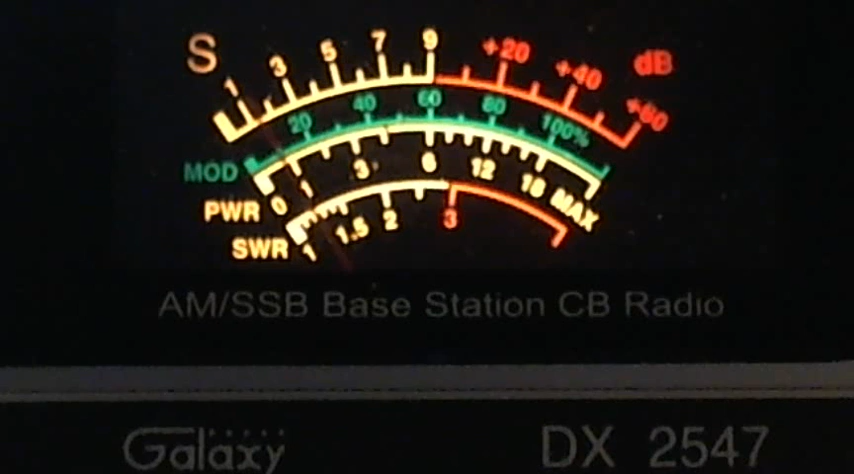 S 1 3 5 7 9 +20 +40 +60 dB
MOD 20 40 60 80 100%
PWR 0 1 3 6 12 18 MAX
SWR 1 1.5 2 3
AM/SSB Base Station CB Radio
Galaxy DX 2547